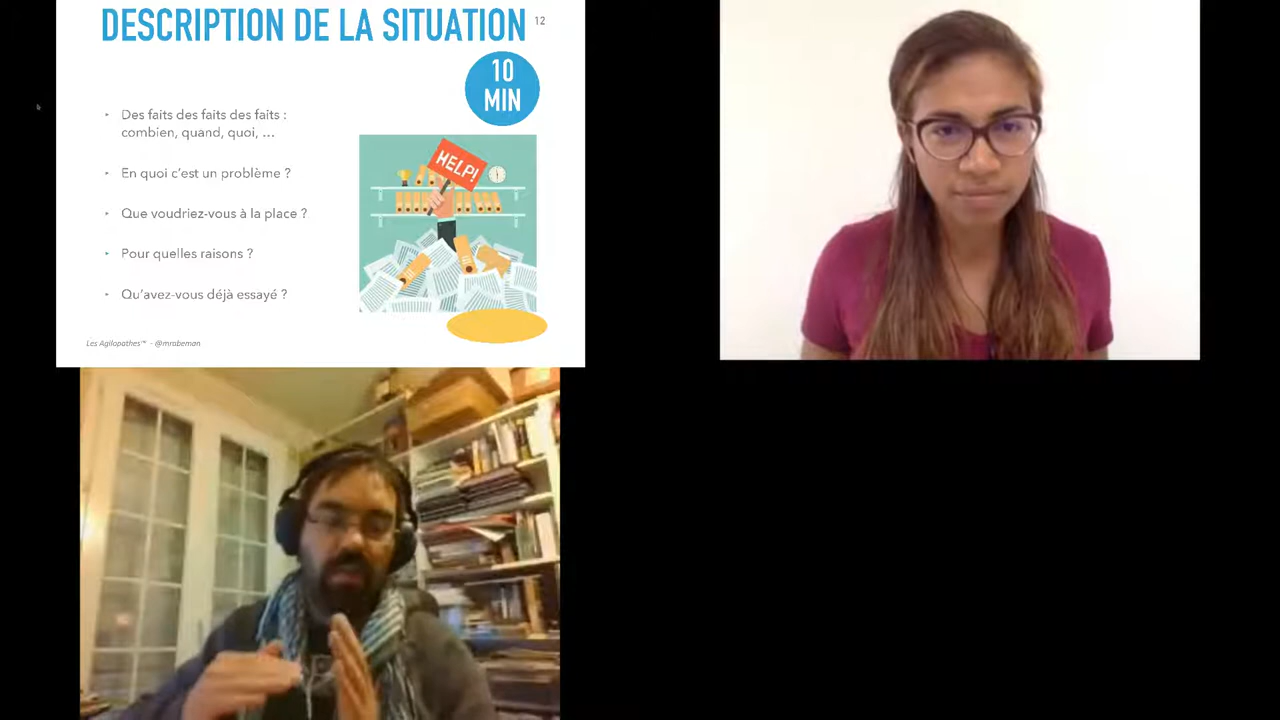 DESCRIPTION DE LA SITUATION
12
10
MIN
Des faits des faits des faits :
combien, quand, quoi, ...
En quoi c'est un problème ?
Que voudriez-vous à la place ?
Pour quelles raisons ?
Qu'avez-vous déjà essayé ?
HELP!
Les Agilopathes™ - @mrabeman